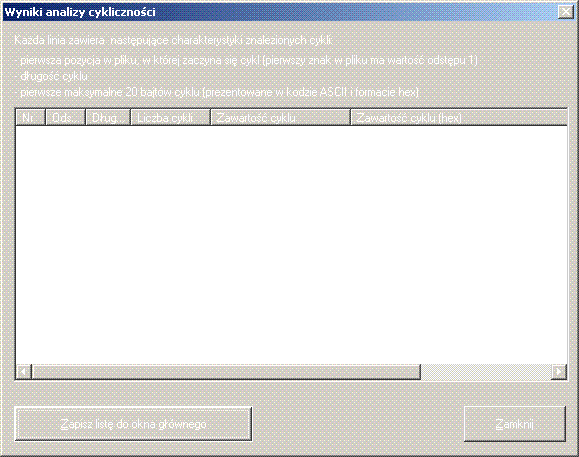 Wyniki analizy cykliczności
Każda linia zawiera następujące charakterystyki znalezionych cykli:
- pierwsza pozycja w pliku, w której zaczyna się cykl (pierwszy znak w pliku ma wartość odstępu 1)
- długość cyklu
- pierwsze maksymalne 20 bajtów cyklu (prezentowane w kodzie ASCII i formacie hex)
Nr Ods... Dług... Liczba cykli Zawartość cyklu Zawartość cyklu (hex)
Zapicz listę do okna głównego Zamknij